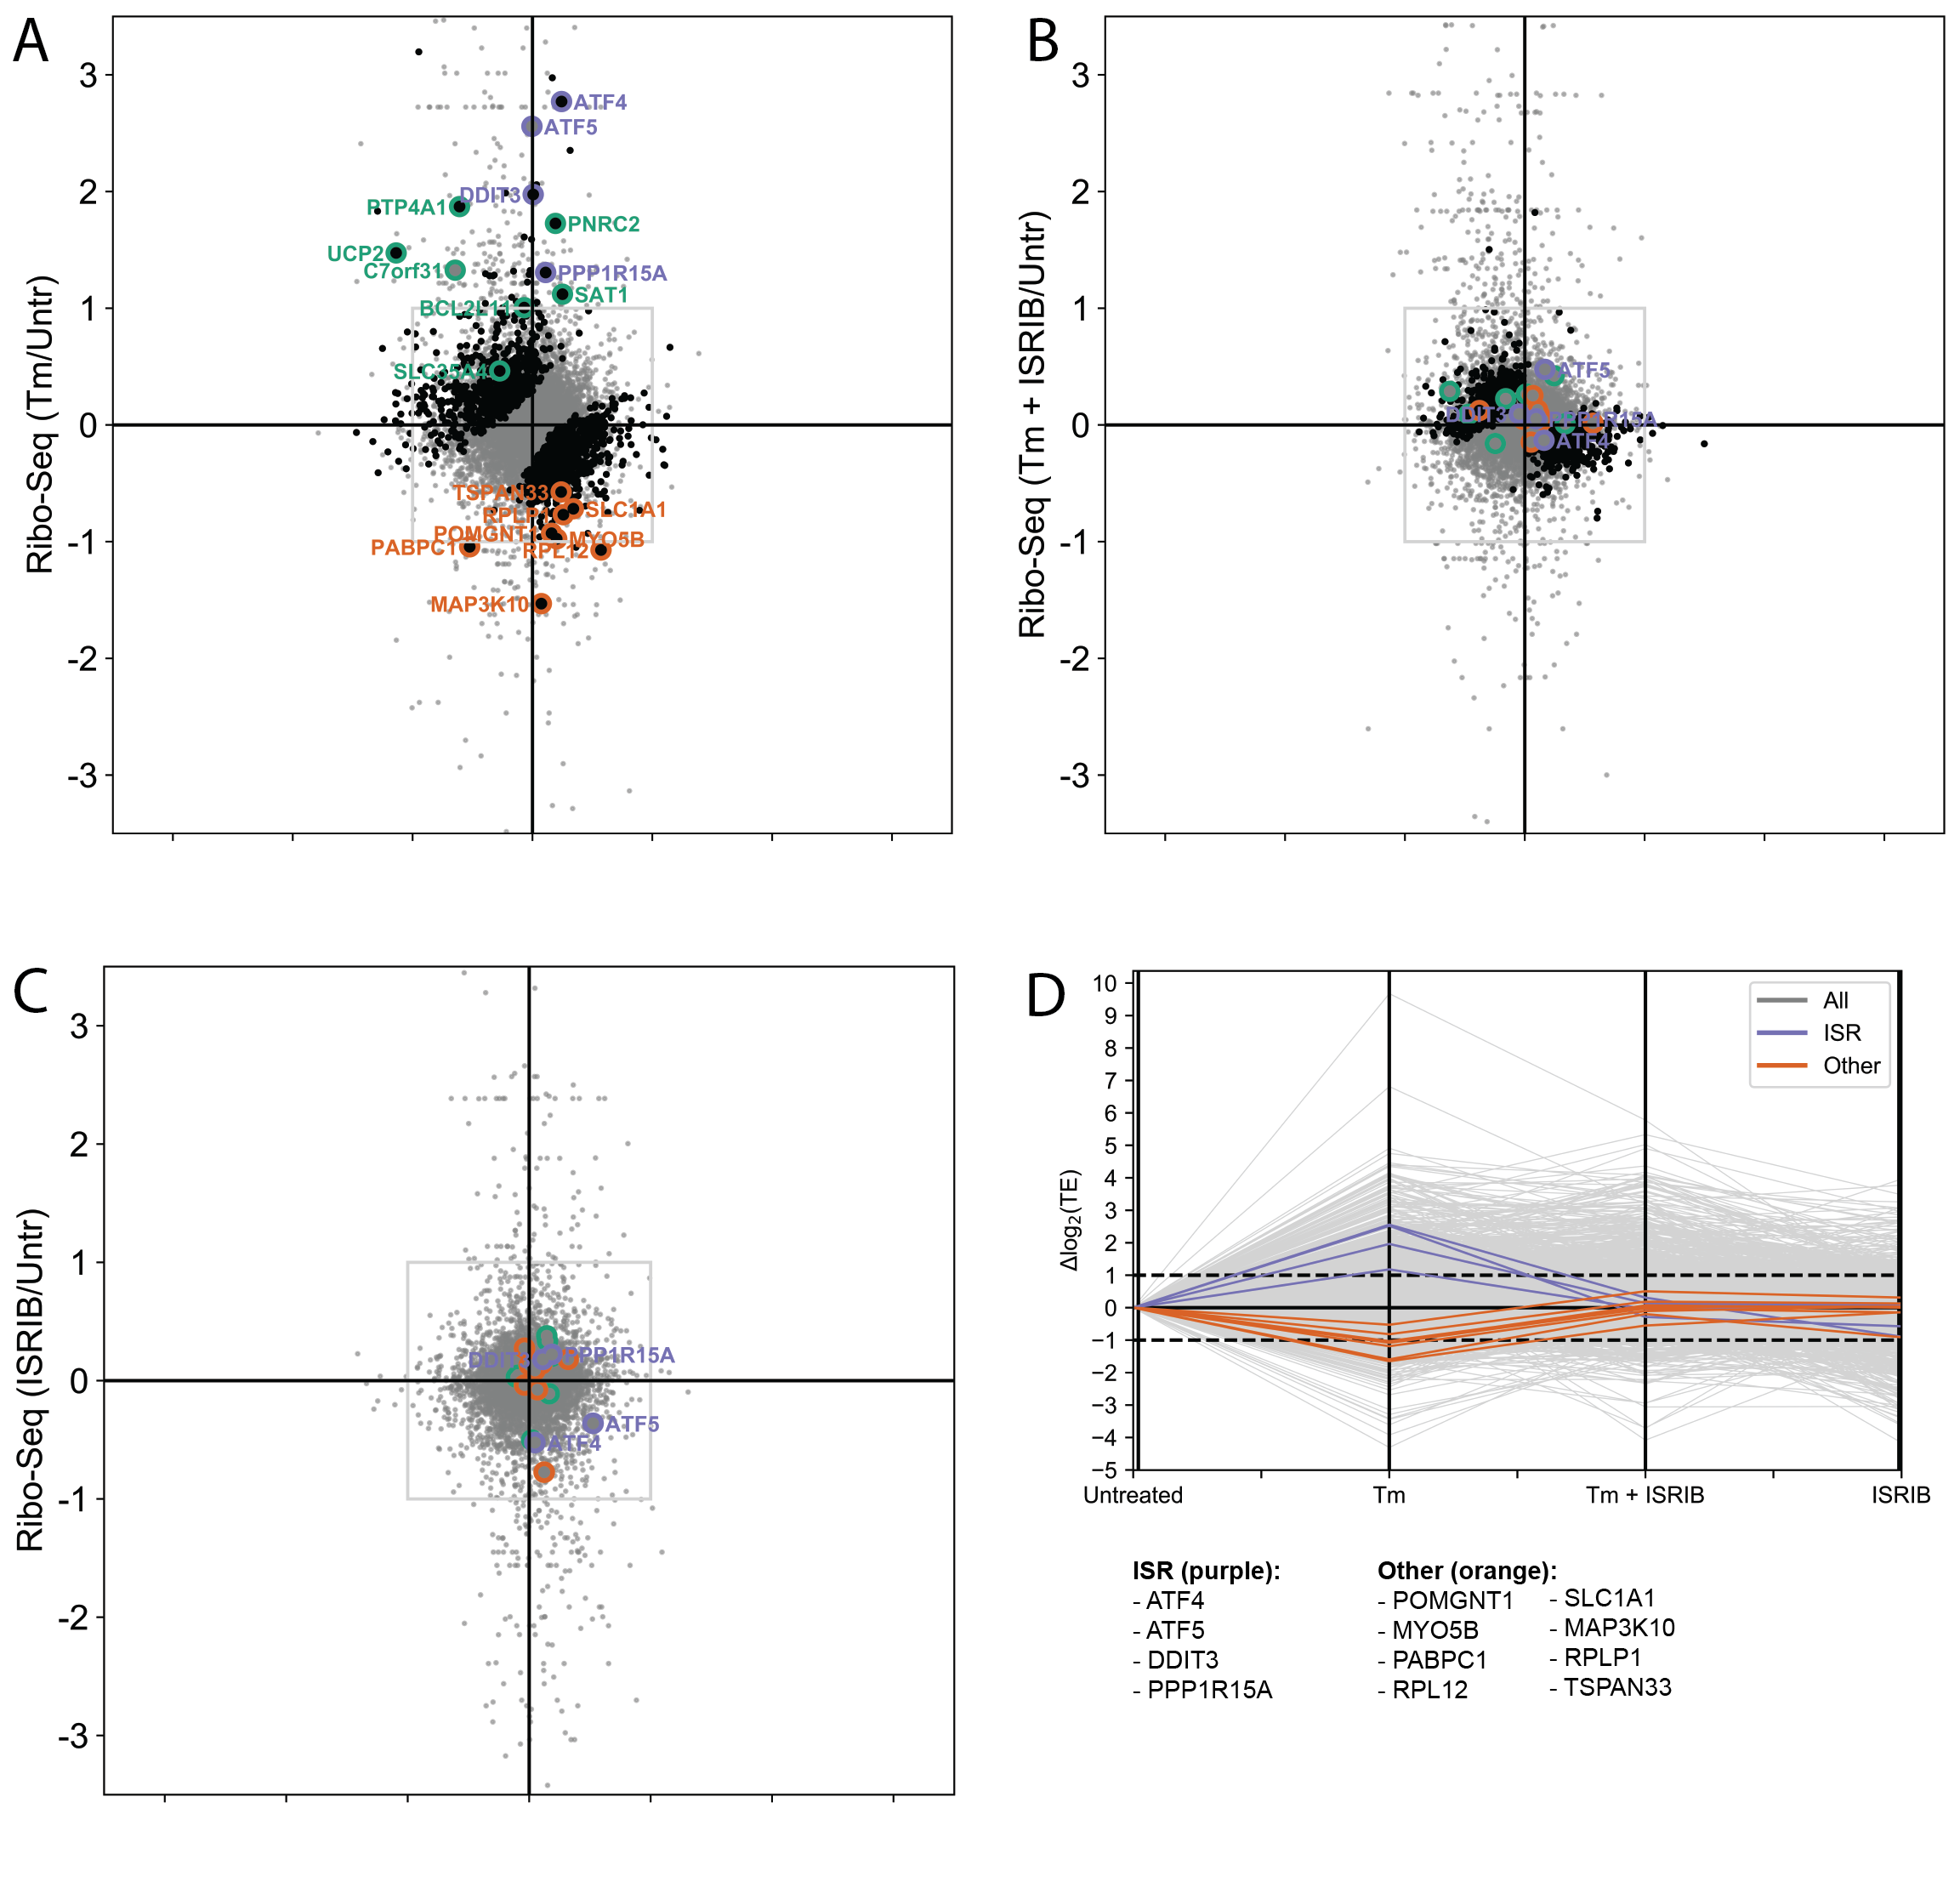 A
Ribo-Seq (Tm/Untr)
3
2
1
0
-1
-2
-3
ATF4
ATF5
DDIT3
PTP4A1
PNRC2
UCP2
C7orf31
PPP1R15A
SAT1
BCL2L11
SLC35A4
TSPAN33
SLC1A1
RPLP1
POMGNT1
MYO5B
PABPC1
RPL12
MAP3K10
B
Ribo-Seq (Tm + ISRIB/Untr)
3
2
1
0
-1
-2
-3
ATF5
DDIT3
PPP1R15A
ATF4
C
Ribo-Seq (ISRIB/Untr)
3
2
1
0
-1
-2
-3
DDIT3
PPP1R15A
ATF5
ATF4
D
Δlog2(TE)
10
9
8
7
6
5
4
3
2
1
0
−1
−2
−3
−4
−5
All
ISR
Other
Untreated
Tm
Tm + ISRIB
ISRIB
ISR (purple):
- ATF4
- ATF5
- DDIT3
- PPP1R15A
Other (orange):
- POMGNT1
- MYO5B
- PABPC1
- RPL12
- SLC1A1
- MAP3K10
- RPLP1
- TSPAN33